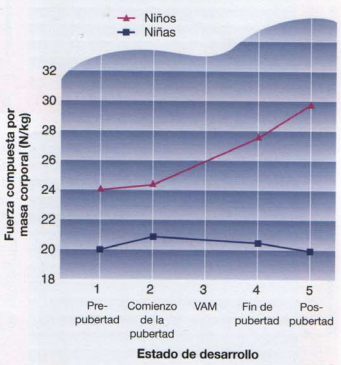 Niños
Niñas
Fuerza compuesta por
masa corporal (N/kg)
32
30
28
26
24
22
20
18
1
2
3
4
5
Pre-
pubertad
Comienzo
de la
pubertad
VAM
Fin de
pubertad
Pos-
pubertad
Estado de desarrollo